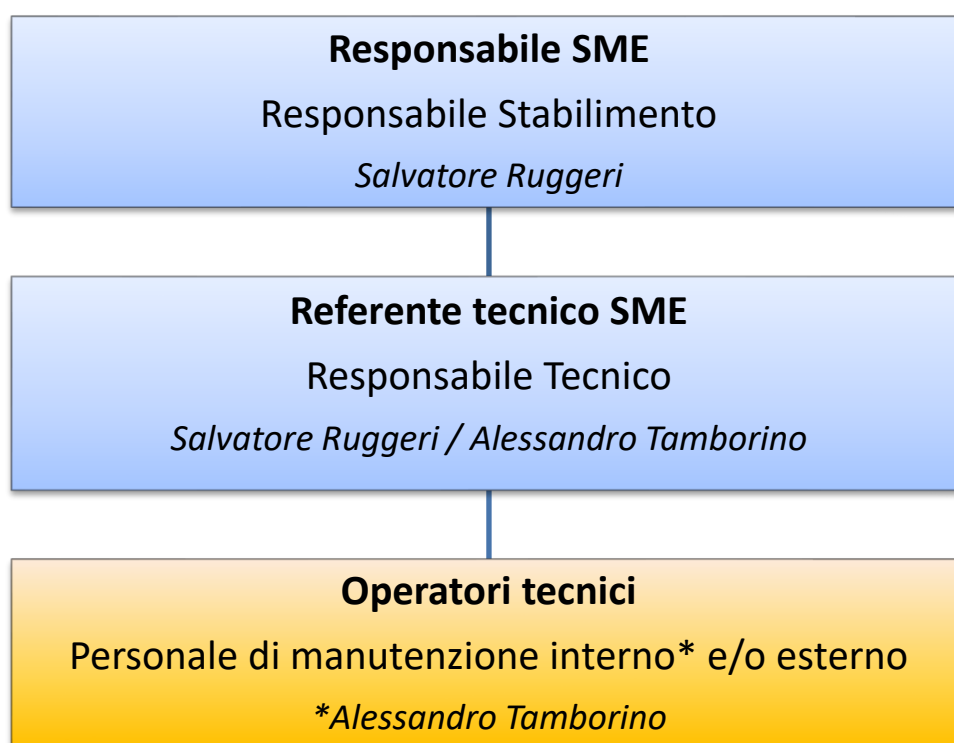 Responsabile SME
Responsabile Stabilimento
Salvatore Ruggeri
Referente tecnico SME
Responsabile Tecnico
Salvatore Ruggeri / Alessandro Tamborino
Operatori tecnici
Personale di manutenzione interno* e/o esterno
*Alessandro Tamborino